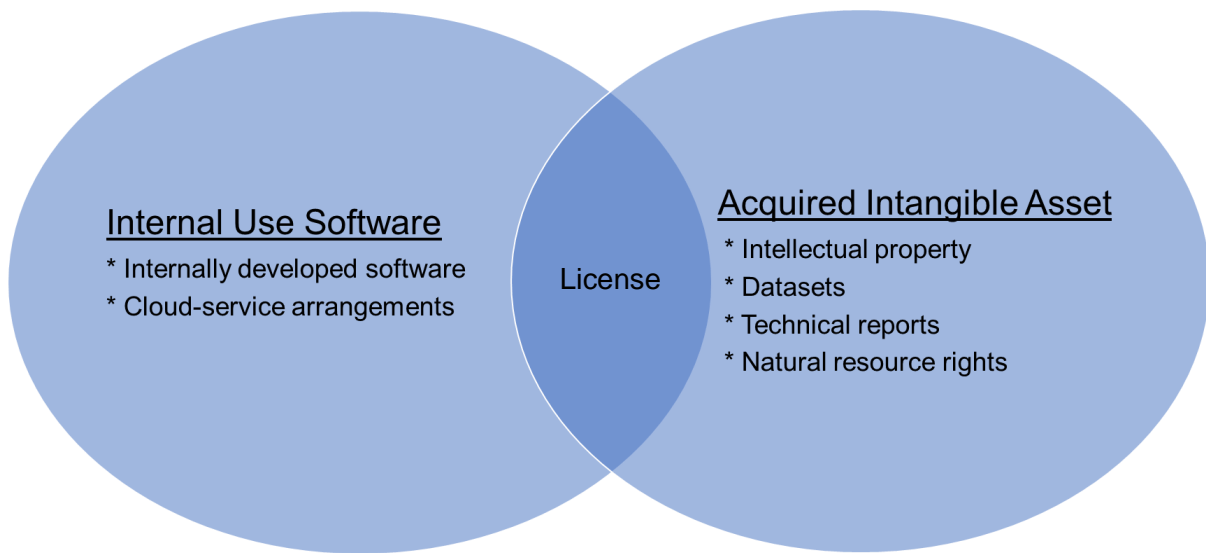 Internal Use Software
* Internally developed software
* Cloud-service arrangements
License
Acquired Intangible Asset
* Intellectual property
* Datasets
* Technical reports
* Natural resource rights